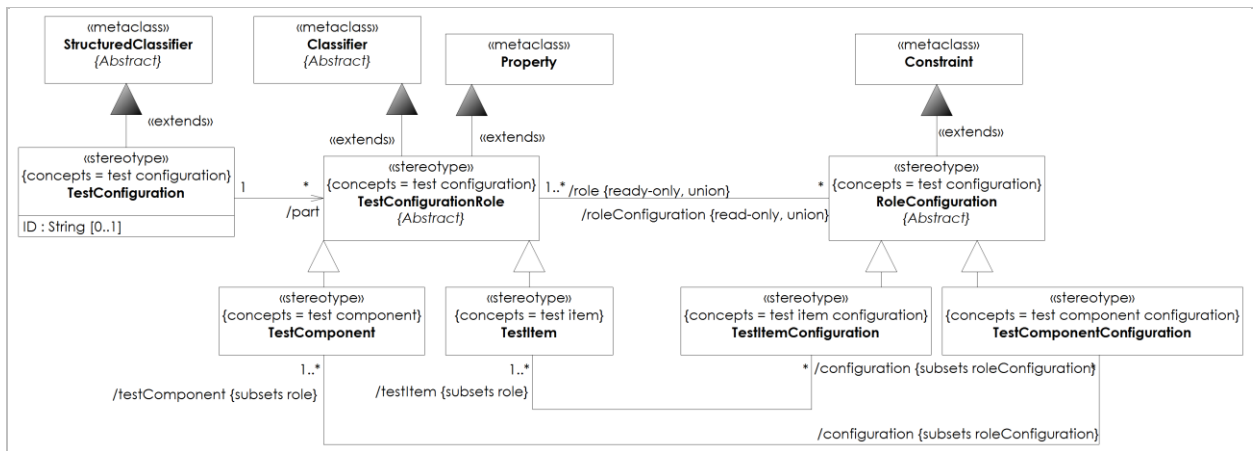 «metaclass»
StructuredClassifier
{Abstract}
«metaclass»
Classifier
{Abstract}
«metaclass»
Property
«metaclass»
Constraint
«extends»
«extends»
«extends»
«extends»
«stereotype»
{concepts = test configuration}
TestConfiguration
ID : String [0..1]
1
*
/part
«stereotype»
{concepts = test configuration}
TestConfigurationRole
{Abstract}
1..*
/role {ready-only, union}
*
/roleConfiguration {read-only, union}
«stereotype»
{concepts = test configuration}
RoleConfiguration
{Abstract}
«stereotype»
{concepts = test component}
TestComponent
«stereotype»
{concepts = test item}
TestItem
«stereotype»
{concepts = test item configuration}
TestItemConfiguration
«stereotype»
{concepts = test component configuration}
TestComponentConfiguration
1..*
/testComponent {subsets role}
1..*
/testItem {subsets role}
*
/configuration {subsets roleConfiguration}
*
/configuration {subsets roleConfiguration}